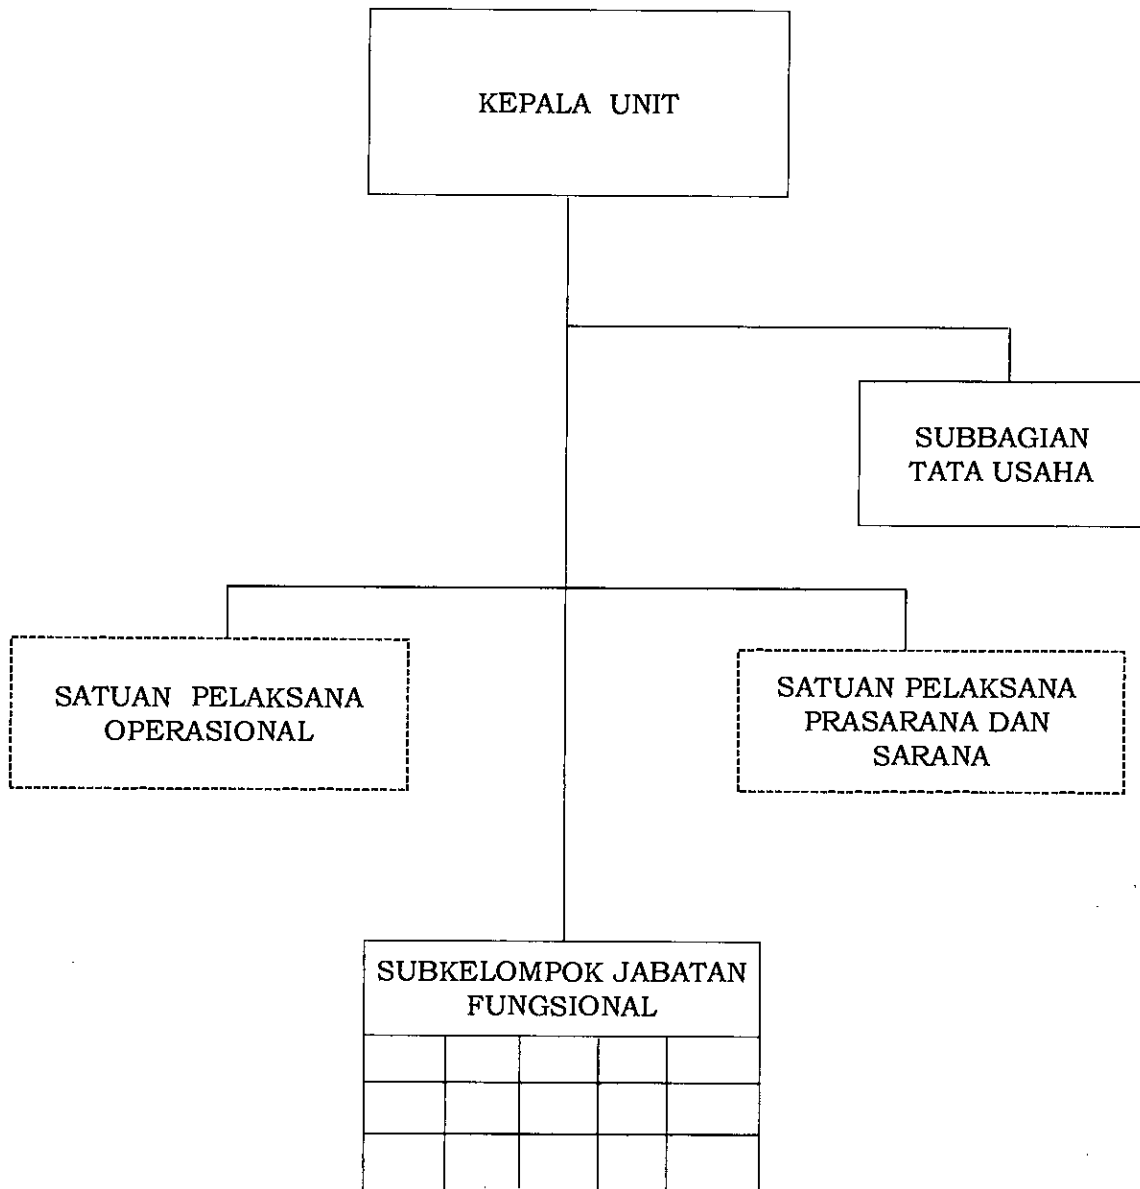 KEPALA UNIT
SUBBAGIAN
TATA USAHA
SATUAN PELAKSANA
OPERASIONAL
SATUAN PELAKSANA
PRASARANA DAN
SARANA
SUBKELOMPOK JABATAN
FUNGSIONAL